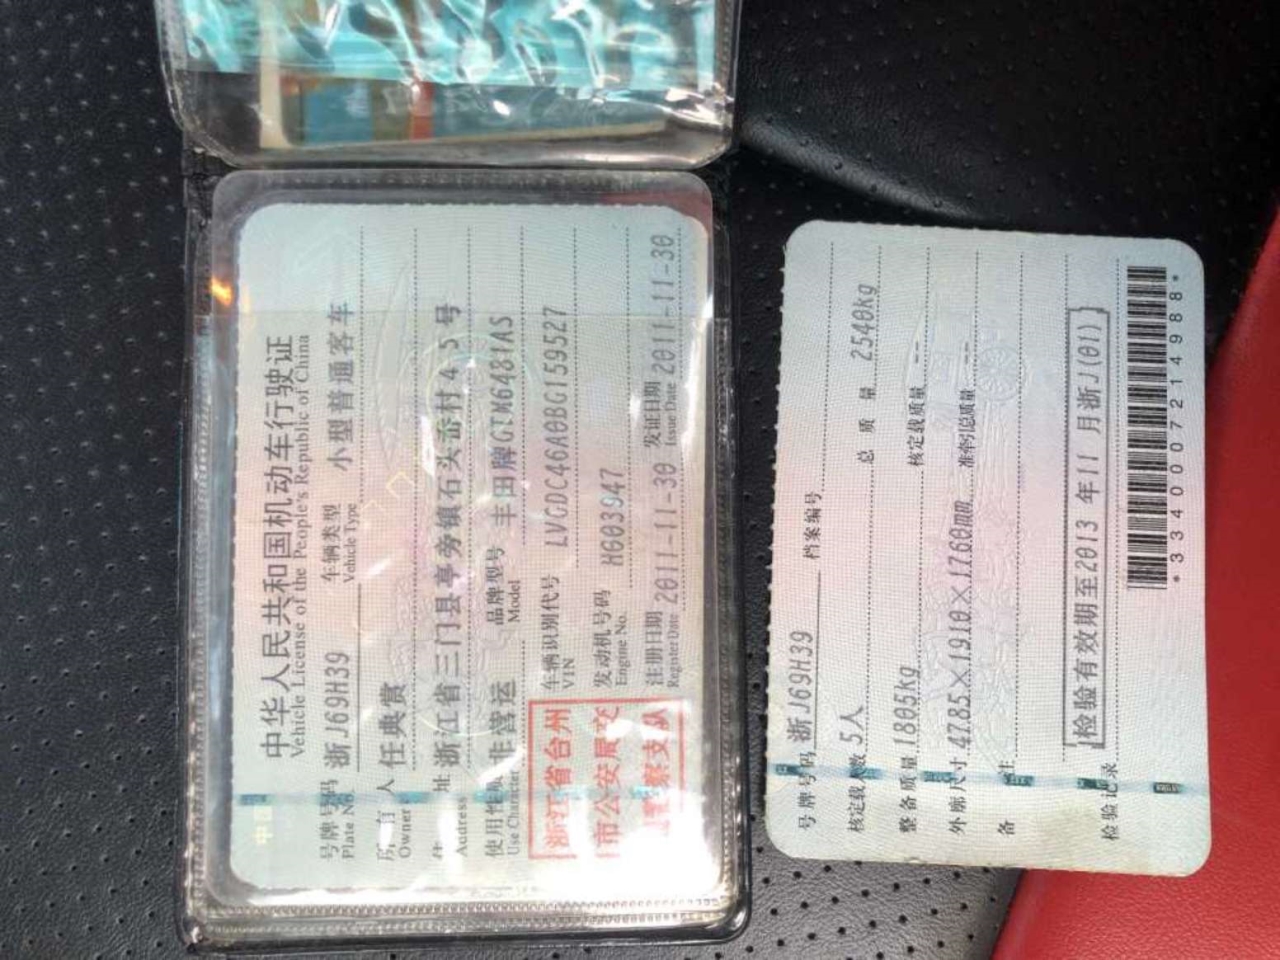 中华人民共和国机动车行驶证
Vehicle License of the People's Republic of China
号牌号码 浙J69H39 车辆类型 小型普通客车
Plate No. Vehicle Type
所有人 任典赏
Owner
住址 浙江省三门县亭旁镇石头岙村45号
Address
使用性质 非营运 品牌型号 丰田牌GTM6481AS
Use Character Model
浙江省台州市公安局交通警察支队
车辆识别代号 LVGDC46A0BG159527
VIN
发动机号码 H603947
Engine No.
注册日期 2011-11-30 发证日期 2011-11-30
Register Date Issue Date
号牌号码 浙J69H39 档案编号
核定载人数 5人 总质量 2540kg
整备质量 1805kg 核定载质量 --
外廓尺寸 4785×1910×1760mm 准牵引总质量 --
备注
检验记录 检验有效期至2013年11月浙J(01)
*3340007214988*